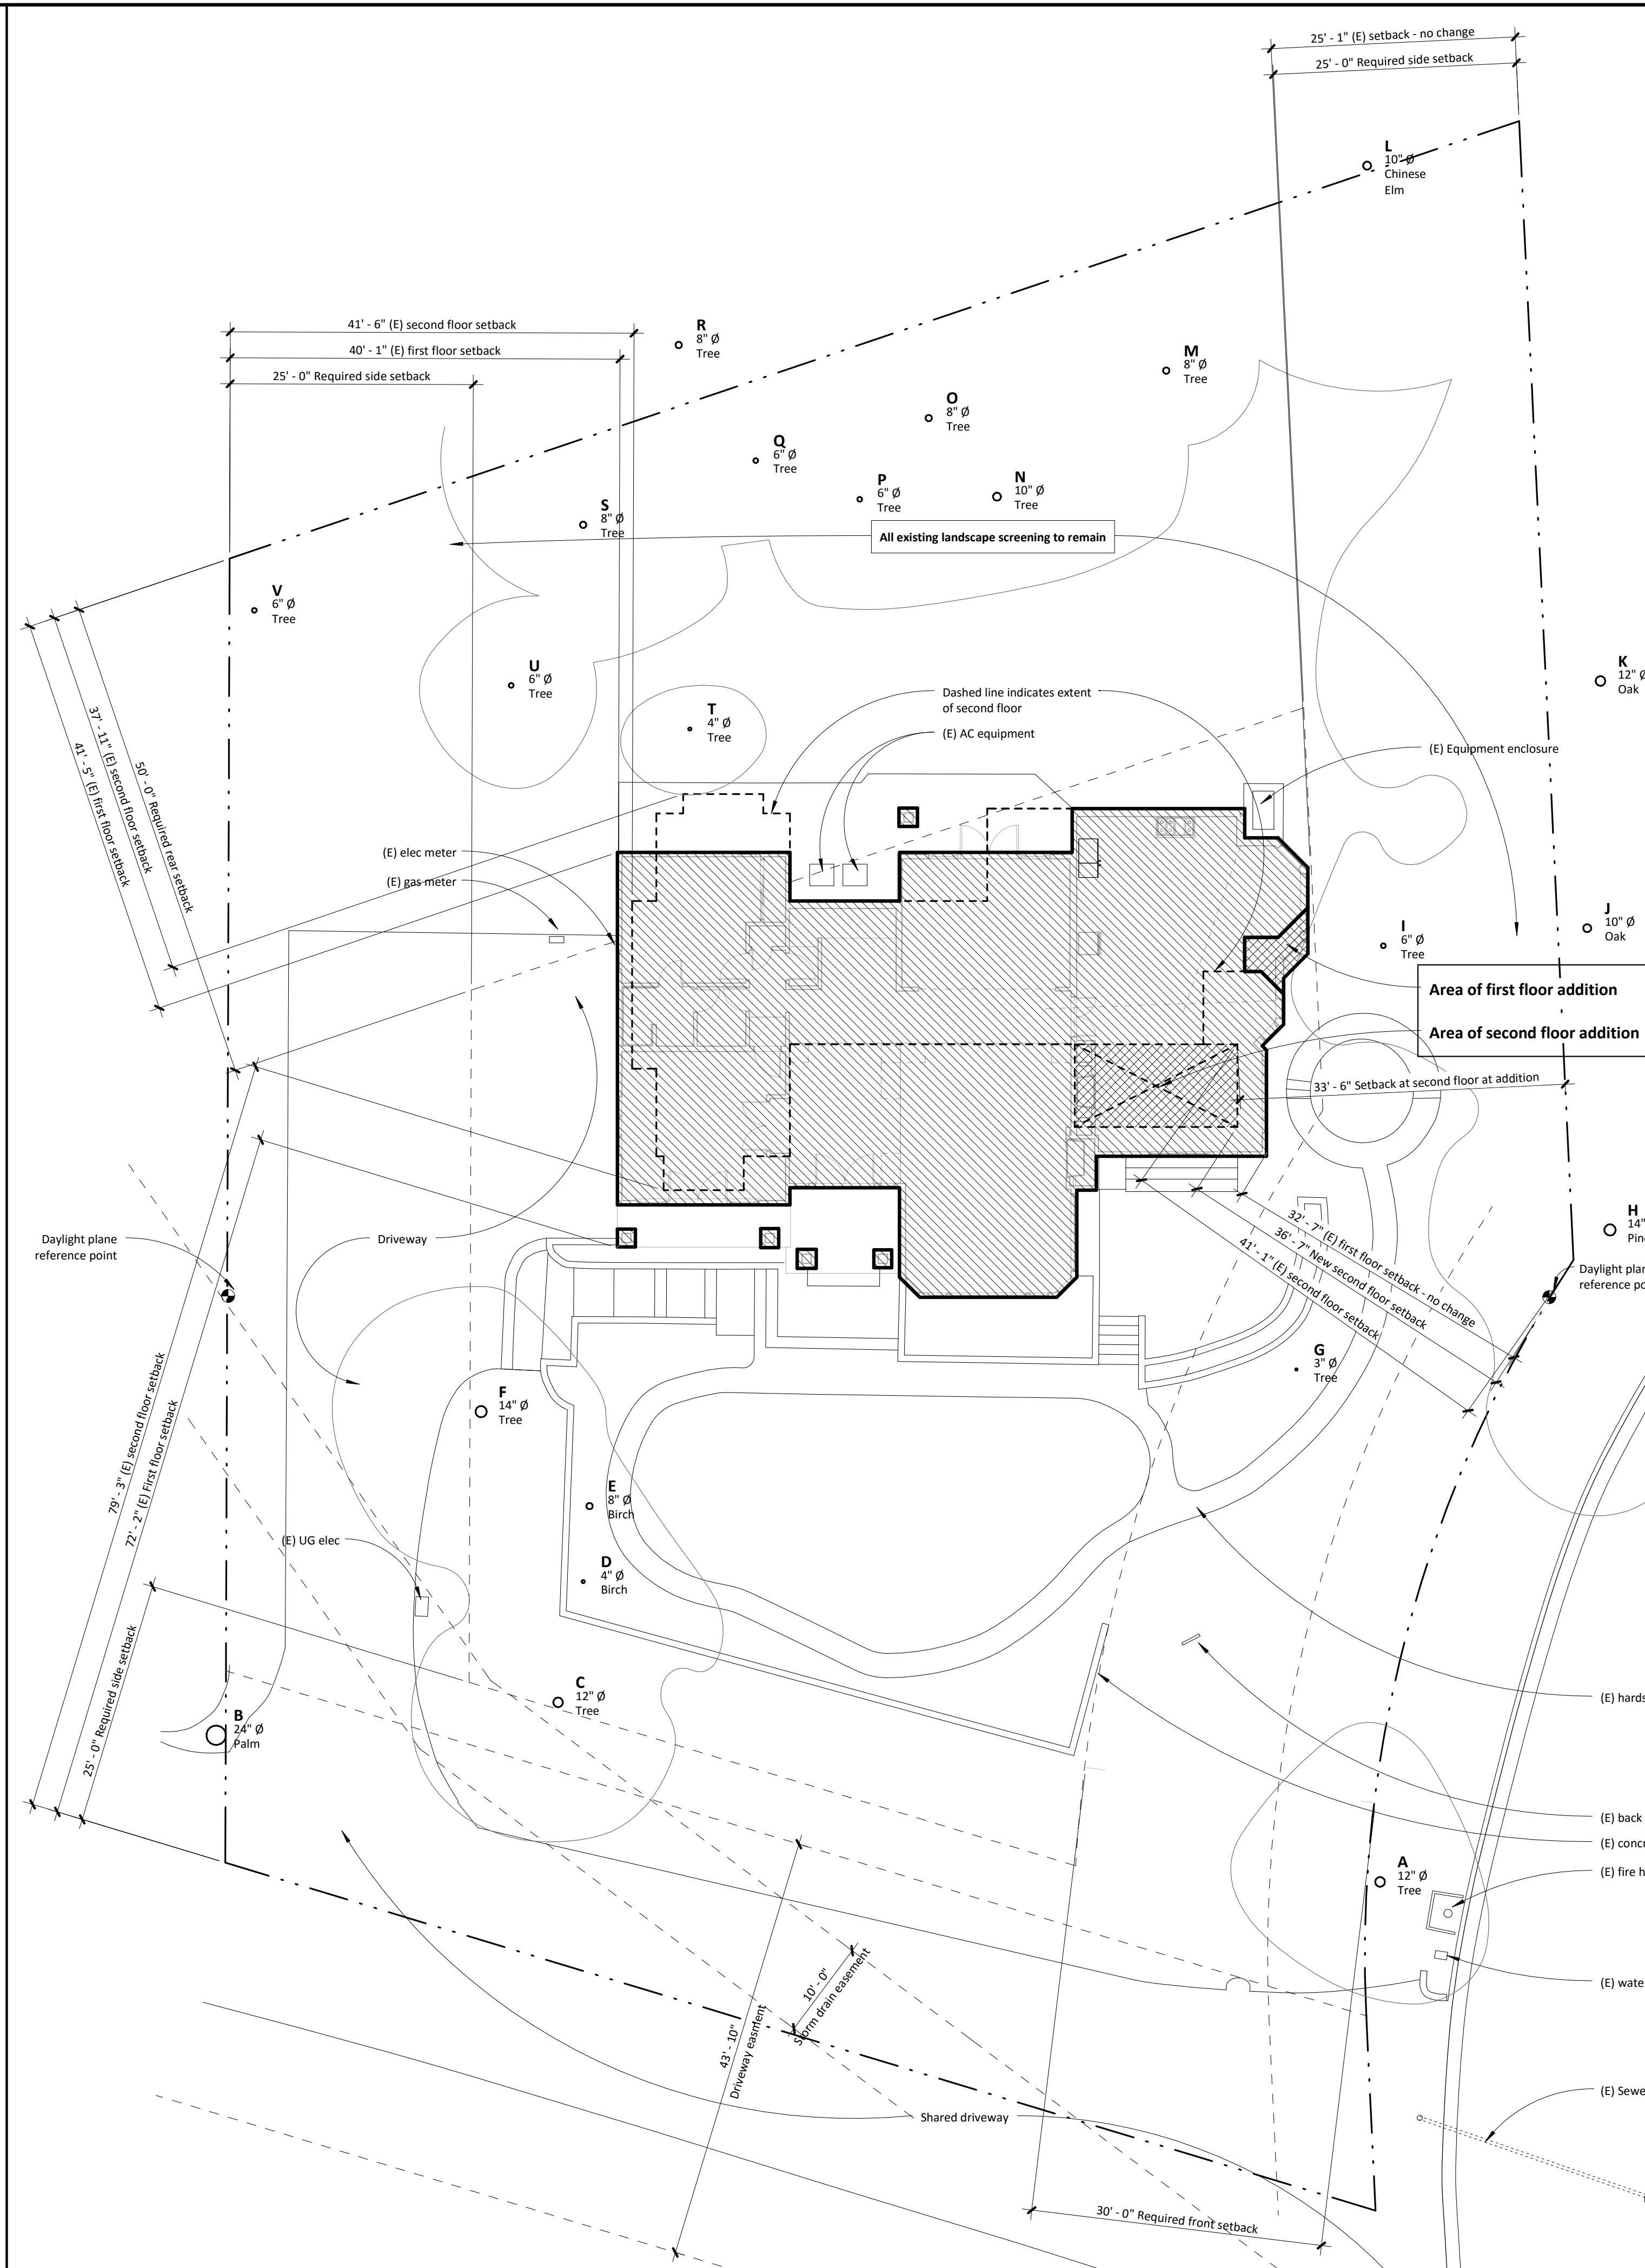 25' - 1" (E) setback - no change
25' - 0" Required side setback
L
10" Ø
Chinese
Elm
41' - 6" (E) second floor setback
40' - 1" (E) first floor setback
25' - 0" Required side setback
R
8" Ø
Tree
M
8" Ø
Tree
O
8" Ø
Tree
Q
6" Ø
Tree
P
6" Ø
Tree
N
10" Ø
Tree
S
8" Ø
Tree
All existing landscape screening to remain
V
6" Ø
Tree
U
6" Ø
Tree
T
4" Ø
Tree
K
12" Ø
Oak
Dashed line indicates extent
of second floor
(E) AC equipment
(E) Equipment enclosure
50' - 0" Required rear setback
37' - 11" (E) second floor setback
41' - 5" (E) first floor setback
(E) elec meter
(E) gas meter
J
10" Ø
Oak
I
6" Ø
Tree
Area of first floor addition
Area of second floor addition
33' - 6" Setback at second floor at addition
H
14"
Daylight plane
reference point
Driveway
32' - 7" (E) first floor setback - no change
36' - 7" New second floor setback
41' - 1" (E) second floor setback
G
3" Ø
Tree
F
14" Ø
Tree
79' - 3" (E) second floor setback
72' - 2" (E) First floor setback
25' - 0" Required side setback
E
8" Ø
Birch
(E) UG elec
D
4" Ø
Birch
C
12" Ø
Tree
B
24" Ø
Palm
(E) back
A
12" Ø
Tree
10' - 0"
Storm drain easement
43' - 10"
Driveway easment
Shared driveway
30' - 0" Required front setback